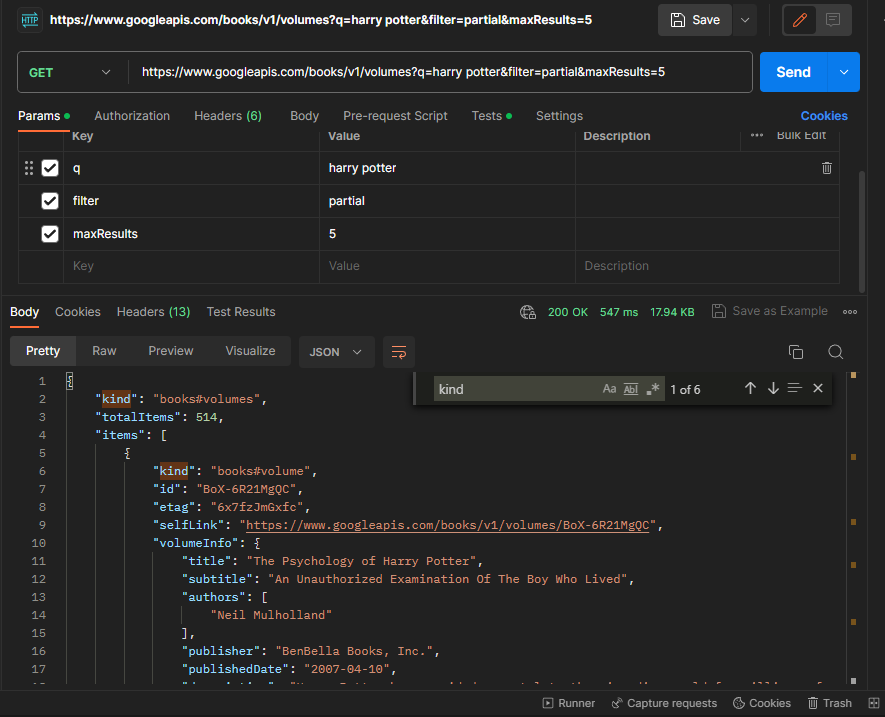 HTTP https://www.googleapis.com/books/v1/volumes?q=harry potter&filter=partial&maxResults=5 Save
GET https://www.googleapis.com/books/v1/volumes?q=harry potter&filter=partial&maxResults=5 Send
Params Authorization Headers (6) Body Pre-request Script Tests Settings Cookies
Key Value Description Bulk Edit
q harry potter
filter partial
maxResults 5
Key Value Description
Body Cookies Headers (13) Test Results 200 OK 547 ms 17.94 KB Save as Example
Pretty Raw Preview Visualize JSON
kind Aa Abl .* 1 of 6
1 {
2 "kind": "books#volumes",
3 "totalItems": 514,
4 "items": [
5 {
6 "kind": "books#volume",
7 "id": "BoX-6R21MgQC",
8 "etag": "6x7fzJmGxfc",
9 "selfLink": "https://www.googleapis.com/books/v1/volumes/BoX-6R21MgQC",
10 "volumeInfo": {
11 "title": "The Psychology of Harry Potter",
12 "subtitle": "An Unauthorized Examination Of The Boy Who Lived",
13 "authors": [
14 "Neil Mulholland"
15 ],
16 "publisher": "BenBella Books, Inc.",
17 "publishedDate": "2007-04-10",
Runner Capture requests Cookies Trash